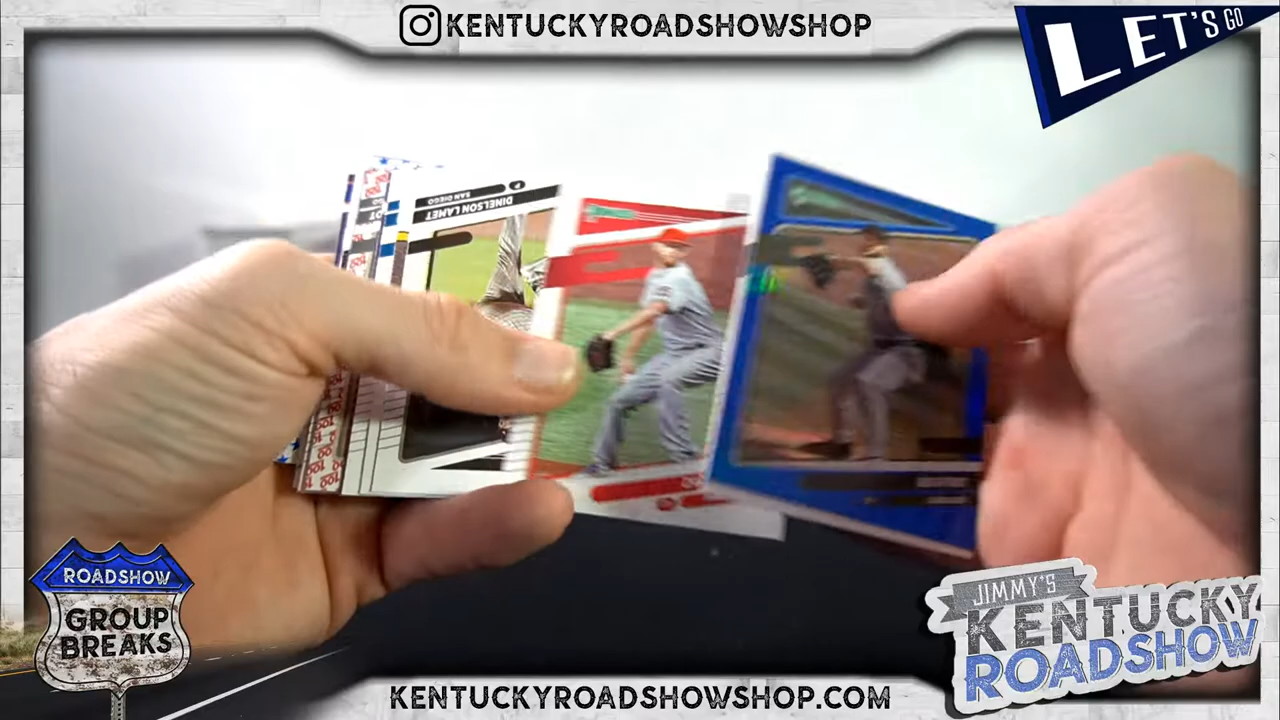 KENTUCKYROADSHOWSHOP
LET'S GO
SAN DIEGO
DINELSON LAMET
ROADSHOW
GROUP
BREAKS
JIMMY'S
KENTUCKY
ROADSHOW
KENTUCKYROADSHOWSHOP.COM